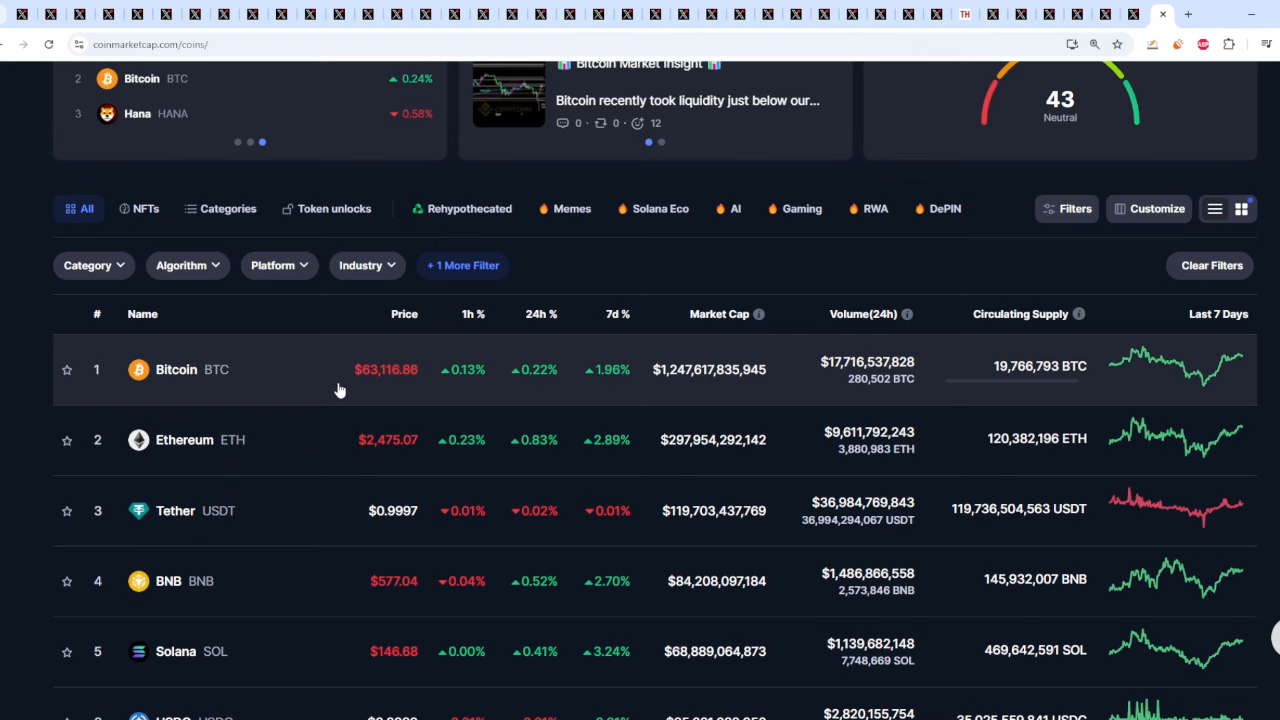 coinmarketcap.com/coins/
TH
ABP
2 Bitcoin BTC 0.24%
3 Hana HANA 0.58%
Bitcoin Market Insight
Bitcoin recently took liquidity just below our...
0 · 0 · 12
43
Neutral
All NFTs Categories Token unlocks Rehypothecated Memes Solana Eco AI Gaming RWA DePIN Filters Customize
Category Algorithm Platform Industry + 1 More Filter Clear Filters
# Name Price 1h % 24h % 7d % Market Cap Volume(24h) Circulating Supply Last 7 Days
1 Bitcoin BTC $63,116.86 0.13% 0.22% 1.96% $1,247,617,835,945 $17,716,537,828 19,766,793 BTC
280,502 BTC
2 Ethereum ETH $2,475.07 0.23% 0.83% 2.89% $297,954,292,142 $9,611,792,243 120,382,196 ETH
3,880,983 ETH
3 Tether USDT $0.9997 0.01% 0.02% 0.01% $119,703,437,769 $36,984,769,843 119,736,504,563 USDT
36,994,294,067 USDT
4 BNB BNB $577.04 0.04% 0.52% 2.70% $84,208,097,184 $1,486,866,558 145,932,007 BNB
2,573,846 BNB
5 Solana SOL $146.68 0.00% 0.41% 3.24% $68,889,064,873 $1,139,682,148 469,642,591 SOL
7,748,669 SOL
$2,820,155,754